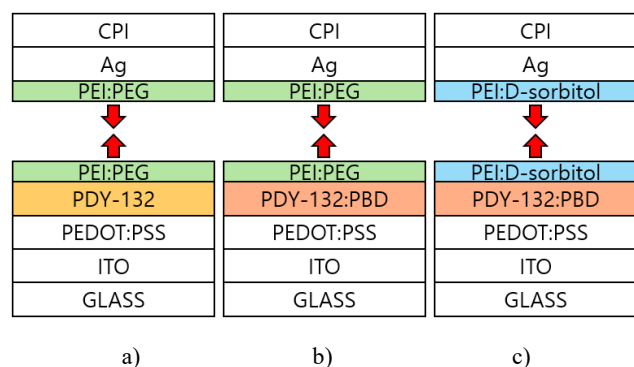 CPI CPI CPI
Ag Ag Ag
PEI:PEG PEI:PEG PEI:D-sorbitol
PEI:PEG PEI:PEG PEI:D-sorbitol
PDY-132 PDY-132:PBD PDY-132:PBD
PEDOT:PSS PEDOT:PSS PEDOT:PSS
ITO ITO ITO
GLASS GLASS GLASS
a) b) c)